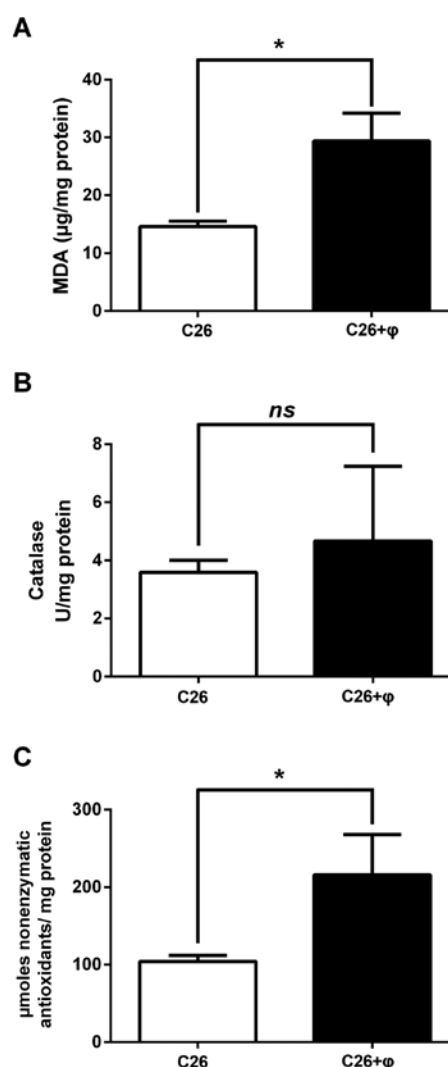 A
*
MDA (µg/mg protein)
40
30
20
10
0
C26
C26+φ
B
ns
Catalase
U/mg protein
8
6
4
2
0
C26
C26+φ
C
*
µmoles nonenzymatic
antioxidants/ mg protein
300
200
100
0
C26
C26+φ